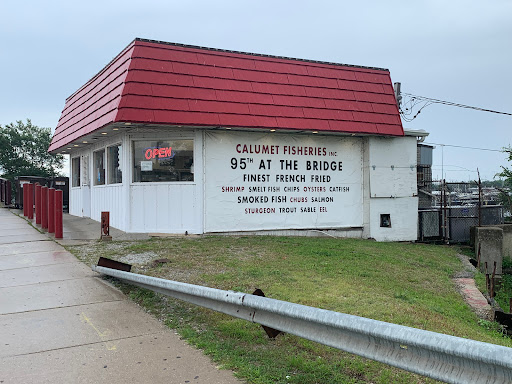 OPEN
CALUMET FISHERIES INC
95TH AT THE BRIDGE
FINEST FRENCH FRIED
SHRIMP SMELT FISH CHIPS OYSTERS CATFISH
SMOKED FISH CHUBS SALMON
STURGEON TROUT SABLE EEL